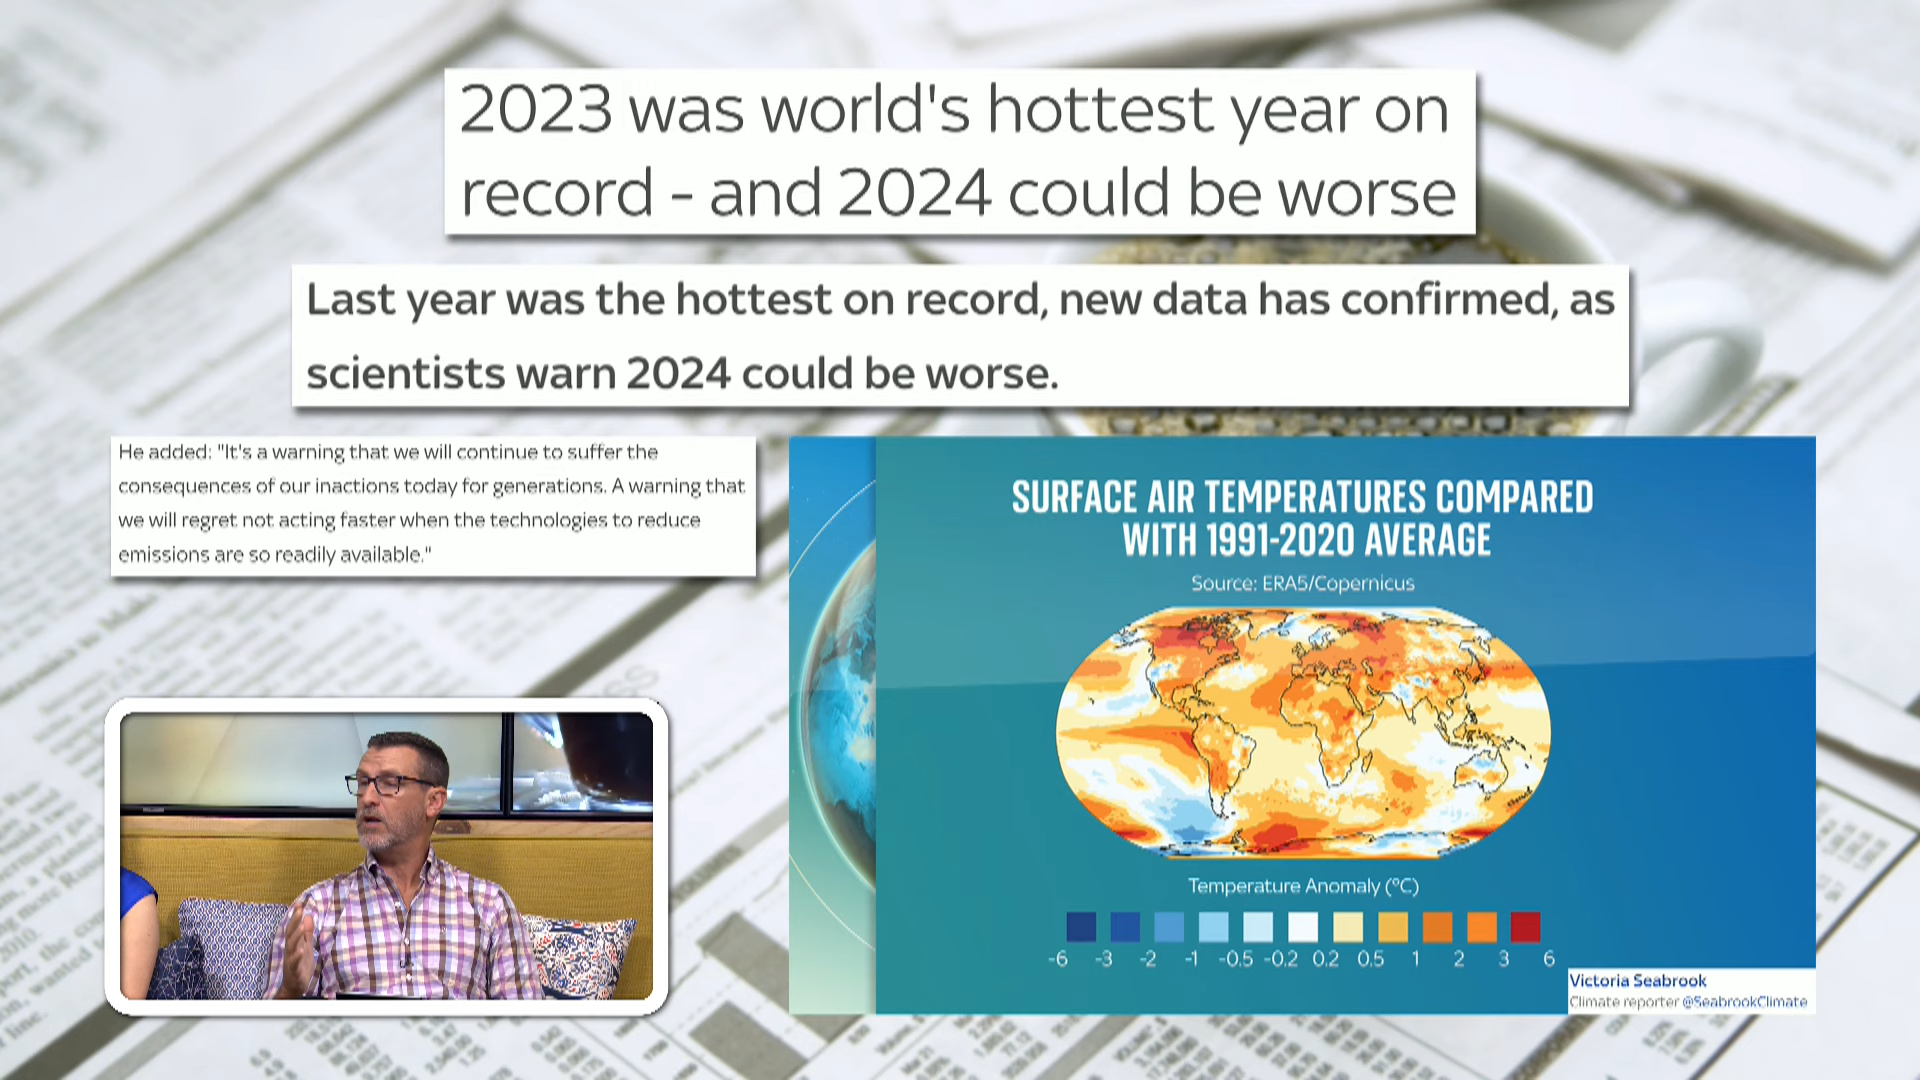 2023 was world's hottest year on
record - and 2024 could be worse
Last year was the hottest on record, new data has confirmed, as
scientists warn 2024 could be worse.
He added: "It's a warning that we will continue to suffer the
consequences of our inactions today for generations. A warning that
we will regret not acting faster when the technologies to reduce
emissions are so readily available."
SURFACE AIR TEMPERATURES COMPARED
WITH 1991-2020 AVERAGE
Source: ERA5/Copernicus
Temperature Anomaly (ºC)
-6 -3 -2 -1 -0.5 -0.2 0.2 0.5 1 2 3 6
Victoria Seabrook
Climate reporter @SeabrookClimate